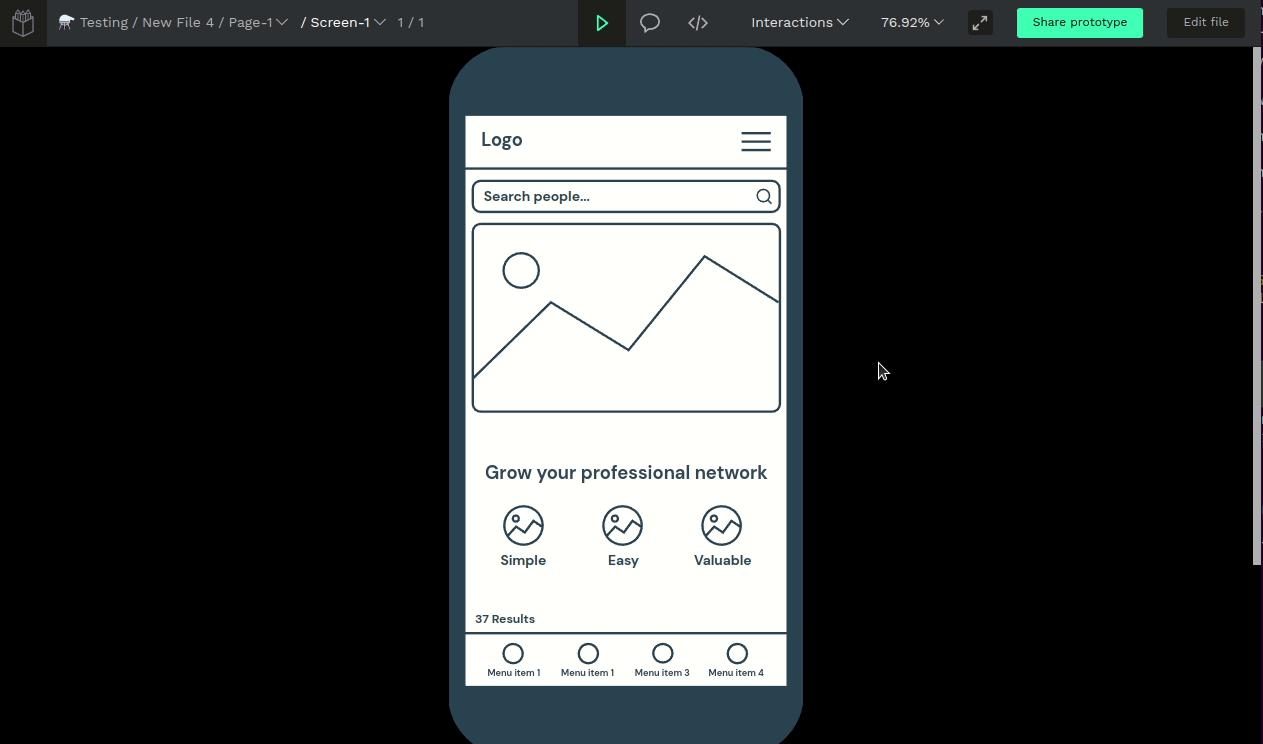 Testing / New File 4 / Page-1 / Screen-1 1 / 1 Interactions 76.92% Share prototype Edit file
Logo
Search people...
Grow your professional network
Simple Easy Valuable
37 Results
Menu item 1 Menu item 1 Menu item 3 Menu item 4